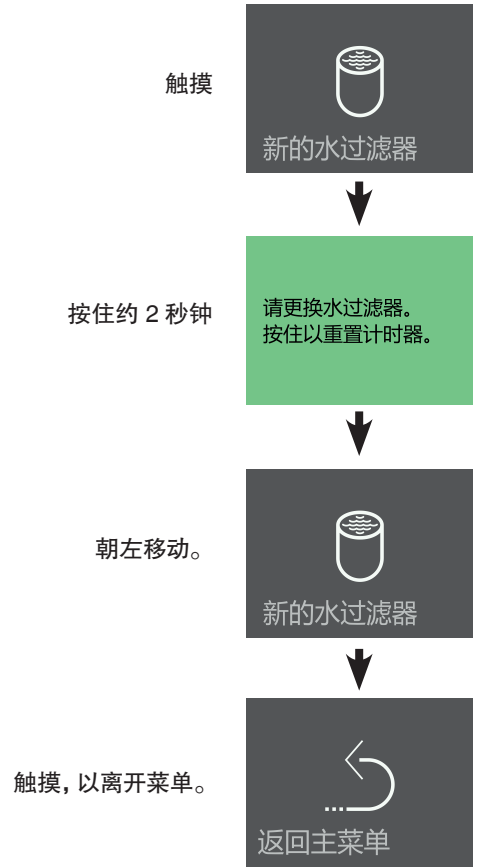 触摸
新的水过滤器
按住约 2 秒钟
请更换水过滤器。
按住以重置计时器。
朝左移动。
新的水过滤器
触摸，以离开菜单。
返回主菜单